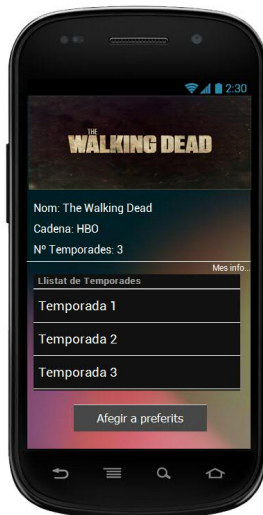 2:30
THE
WALKING DEAD
Nom: The Walking Dead
Cadena: HBO
Nº Temporades: 3
Mes info...
Llistat de Temporades
Temporada 1
Temporada 2
Temporada 3
Afegir a preferits